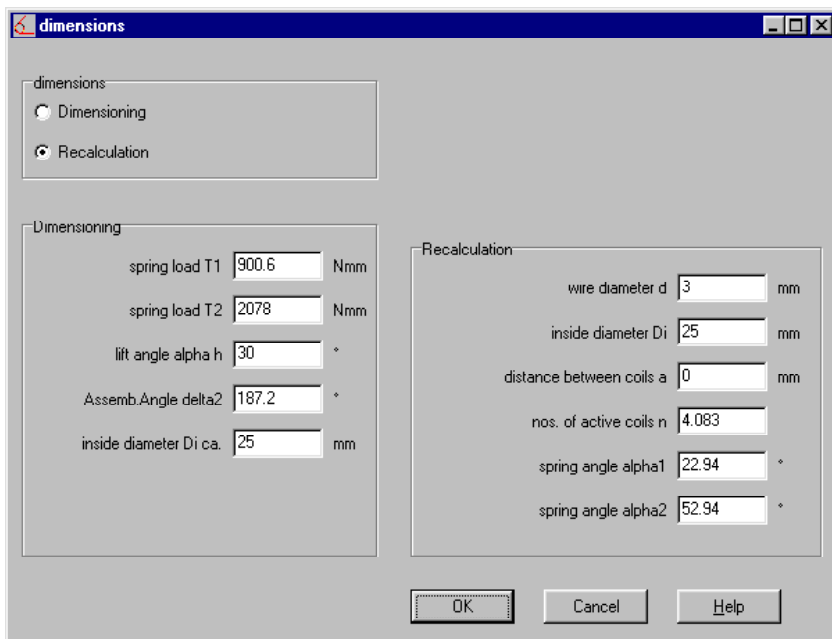 dimensions
dimensions
Dimensioning
Recalculation
Dimensioning
spring load T1 900.6 Nmm
spring load T2 2078 Nmm
lift angle alpha h 30 °
Assemb.Angle delta2 187.2 °
inside diameter Di ca. 25 mm
Recalculation
wire diameter d 3 mm
inside diameter Di 25 mm
distance between coils a 0 mm
nos. of active coils n 4.083
spring angle alpha1 22.94 °
spring angle alpha2 52.94 °
OK Cancel Help